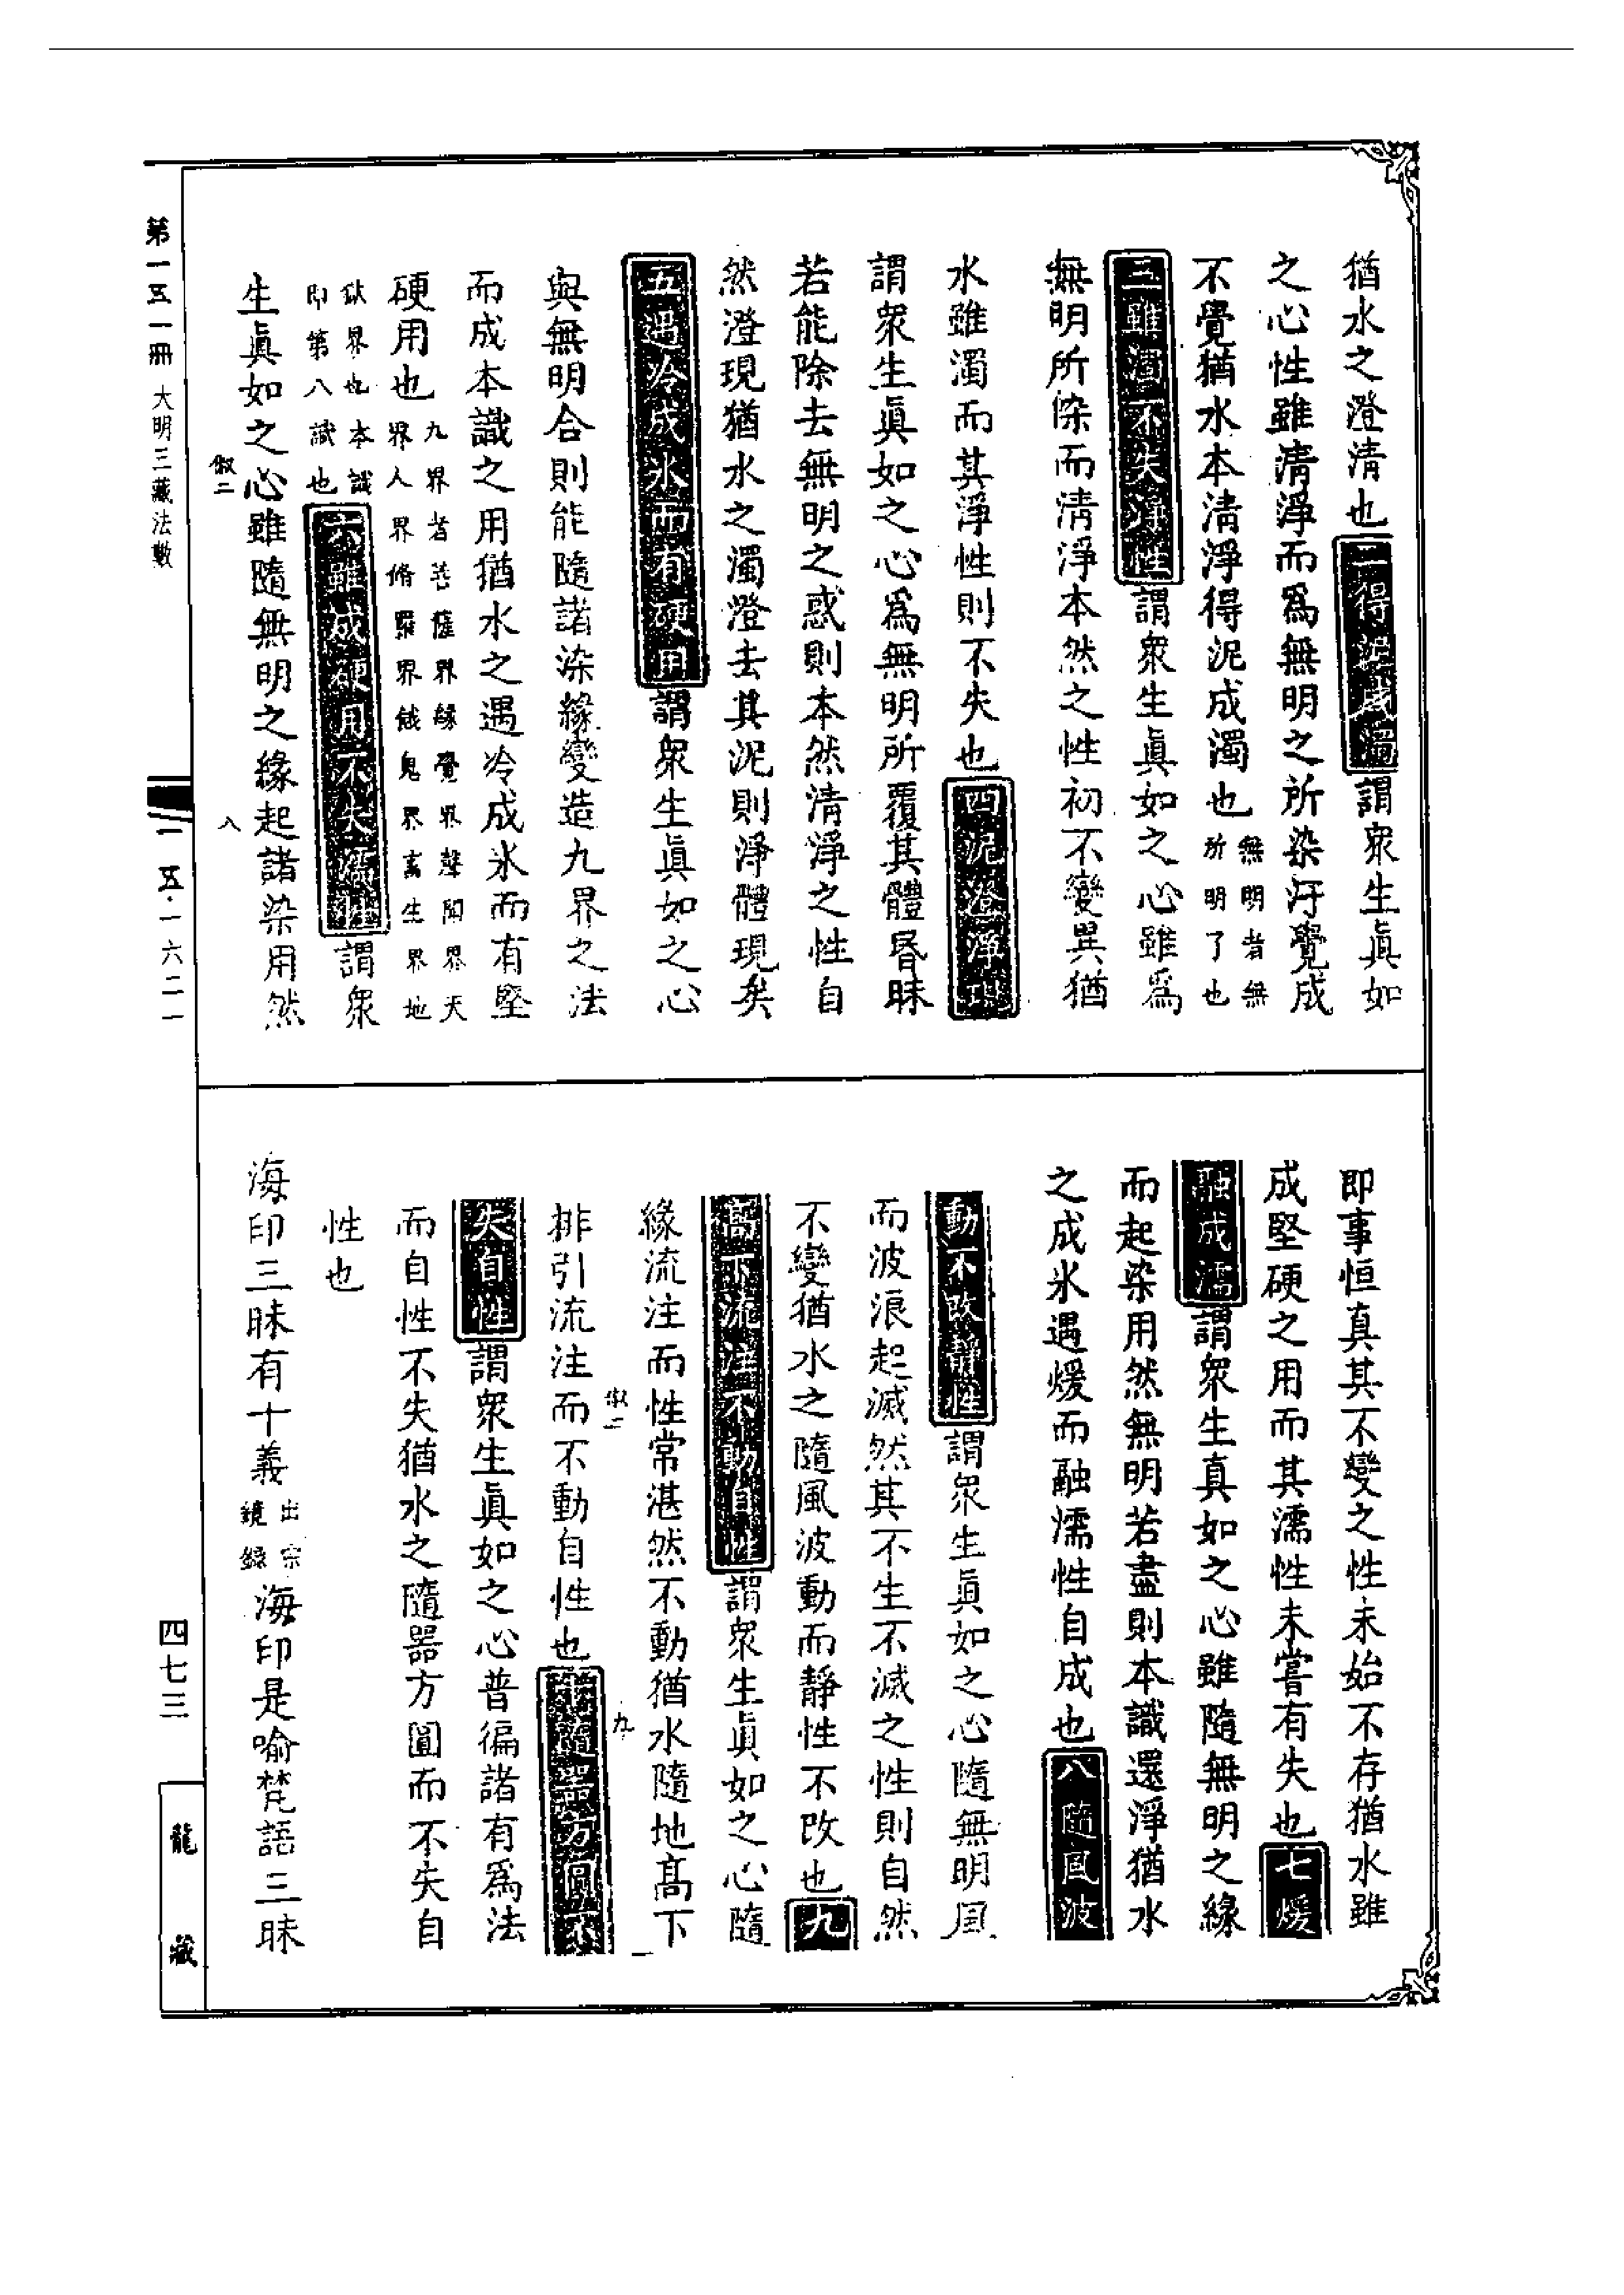 猶水之澄清也二得泥成濁謂衆生眞如
之心性雖清淨而爲無明之所染汙覺成
不覺猶水本清淨得泥成濁也無明者無
所明了也
三雖濁不失淨性謂衆生眞如之心雖爲
無明所染而清淨本然之性初不變異猶
水雖濁而其淨性則不失也四泥澄淨現
謂衆生眞如之心爲無明所覆其體昏昧
若能除去無明之惑則本然清淨之性自
然澄現猶水之濁澄去其泥則淨體現矣
五遇冷成氷而有硬用謂衆生眞如之心
與無明合則能隨諸染緣變造九界之法
而成本識之用猶水之遇冷成氷而有堅
硬用也九界者菩薩界緣覺界聲聞界天
界人界脩羅界餓鬼界畜生界地
獄界也本識
即第八識也六雖成硬用不失濡性謂衆
生眞如之心雖隨無明之緣起諸染用然
即事恒真其不變之性未始不存猶水雖
成堅硬之用而其濡性未嘗有失也七煖
融成濡謂衆生真如之心雖隨無明之緣
而起染用然無明若盡則本識還淨猶水
之成氷遇煖而融濡性自成也八隨風波
動不改靜性謂衆生眞如之心隨無明風
而波浪起滅然其不生不滅之性則自然
不變猶水之隨風波動而靜性不改也九
高下流注不動自性謂衆生眞如之心隨
緣流注而性常湛然不動猶水隨地高下
排引流注而不動自性也十隨器方圓不
失自性謂衆生眞如之心普徧諸有爲法
而自性不失猶水之隨器方圓而不失自
性也
海印三昧有十義出宗
鏡錄海印是喻梵語三昧
第一五一冊 大明三藏法數
一五·一六二一
四七三
龍藏
八
九